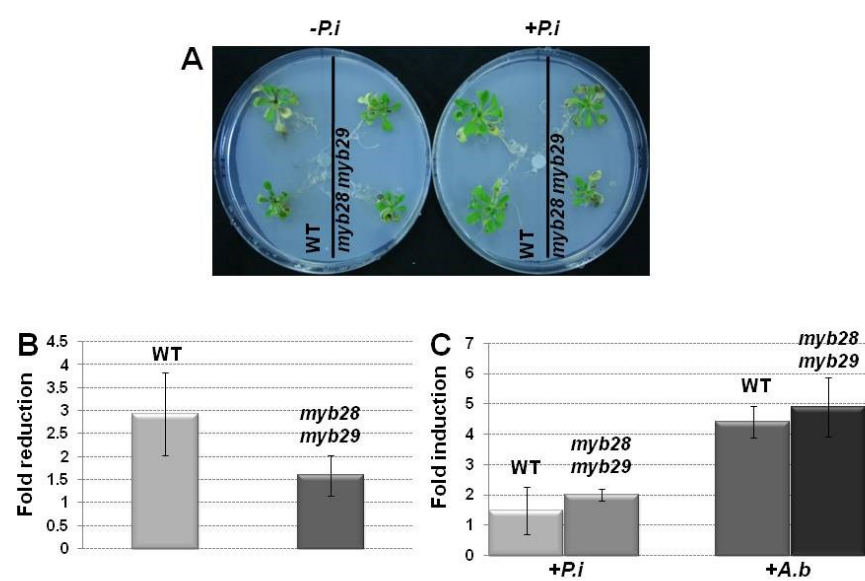 -P.i
+P.i
A
WT
myb28 myb29
WT
myb28 myb29
B
Fold reduction
4.5
4
3.5
3
2.5
2
1.5
1
0.5
0
WT
myb28
myb29
C
Fold induction
7
6
5
4
3
2
1
0
WT
myb28
myb29
WT
myb28
myb29
+P.i
+A.b